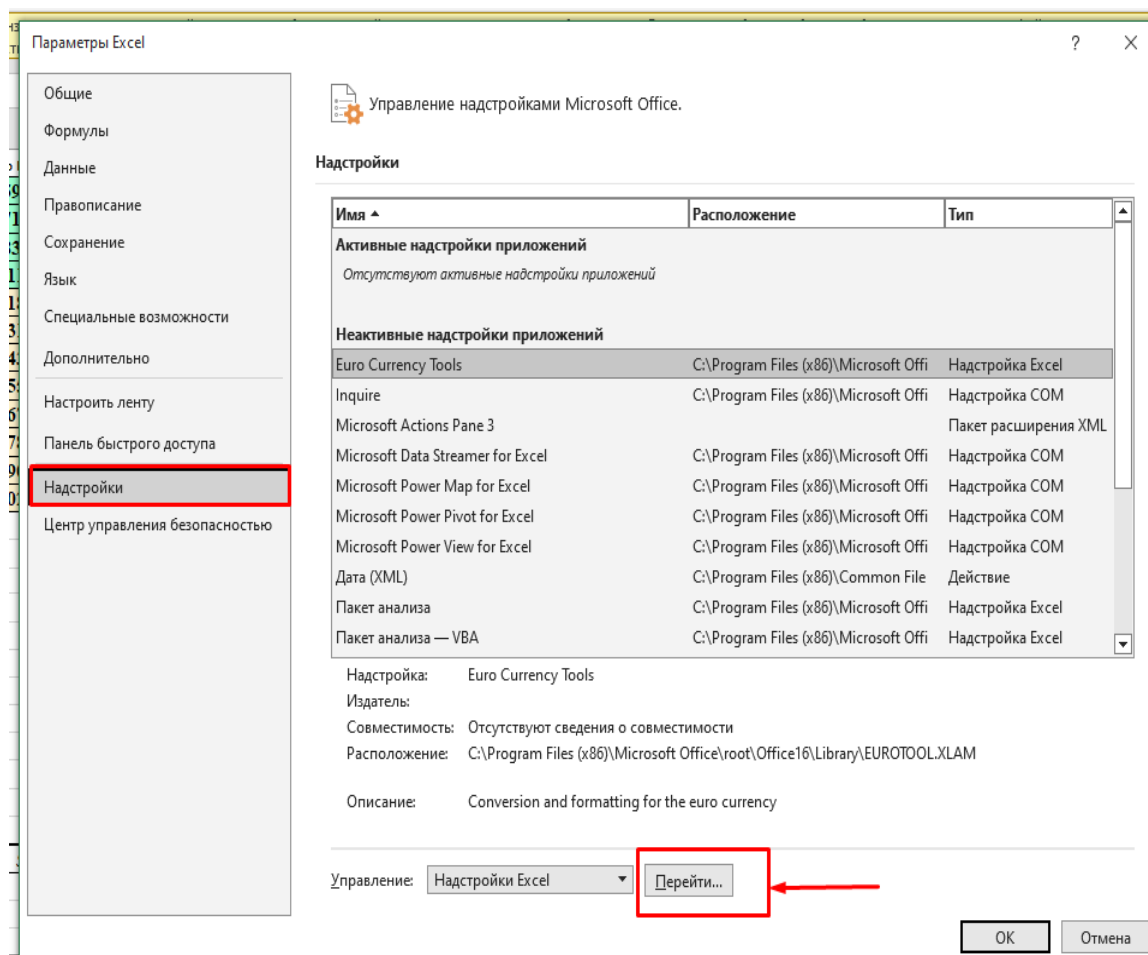 Параметры Excel
?
Общие
Формулы
Данные
Правописание
Сохранение
Язык
Специальные возможности
Дополнительно
Настроить ленту
Панель быстрого доступа
Надстройки
Центр управления безопасностью
Управление надстройками Microsoft Office.
Надстройки
Имя Расположение Тип
Активные надстройки приложений
Отсутствуют активные надстройки приложений
Неактивные надстройки приложений
Euro Currency Tools C:\Program Files (x86)\Microsoft Offi Надстройка Excel
Inquire C:\Program Files (x86)\Microsoft Offi Надстройка COM
Microsoft Actions Pane 3 Пакет расширения XML
Microsoft Data Streamer for Excel C:\Program Files (x86)\Microsoft Offi Надстройка COM
Microsoft Power Map for Excel C:\Program Files (x86)\Microsoft Offi Надстройка COM
Microsoft Power Pivot for Excel C:\Program Files (x86)\Microsoft Offi Надстройка COM
Microsoft Power View for Excel C:\Program Files (x86)\Microsoft Offi Надстройка COM
Дата (XML) C:\Program Files (x86)\Common File Действие
Пакет анализа C:\Program Files (x86)\Microsoft Offi Надстройка Excel
Пакет анализа — VBA C:\Program Files (x86)\Microsoft Offi Надстройка Excel
Надстройка: Euro Currency Tools
Издатель:
Совместимость: Отсутствуют сведения о совместимости
Расположение: C:\Program Files (x86)\Microsoft Office\root\Office16\Library\EUROTOOL.XLAM
Описание: Conversion and formatting for the euro currency
Управление: Надстройки Excel Перейти...
ОК Отмена